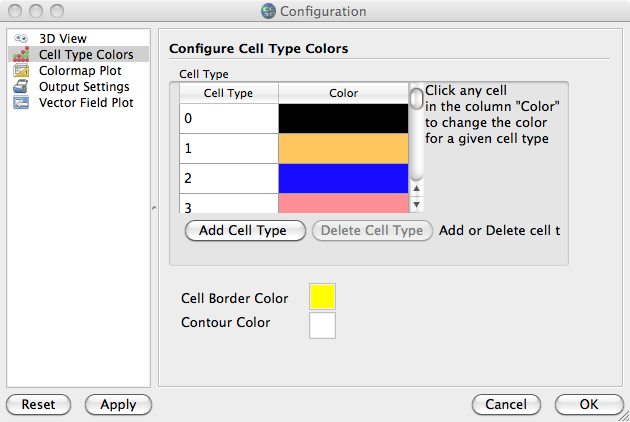 Configuration
3D View
Cell Type Colors
Colormap Plot
Output Settings
Vector Field Plot
Configure Cell Type Colors
Cell Type
Cell Type Color
0
1
2
3
Click any cell
in the column "Color"
to change the color
for a given cell type
Add Cell Type Delete Cell Type Add or Delete cell t
Cell Border Color
Contour Color
Reset Apply Cancel OK